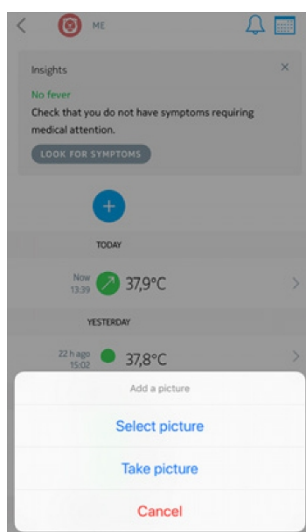 ME
Insights
No fever
Check that you do not have symptoms requiring
medical attention.
LOOK FOR SYMPTOMS
TODAY
Now
13:39
37,9°C
YESTERDAY
22 h ago
15:02
37,8°C
Add a picture
Select picture
Take picture
Cancel